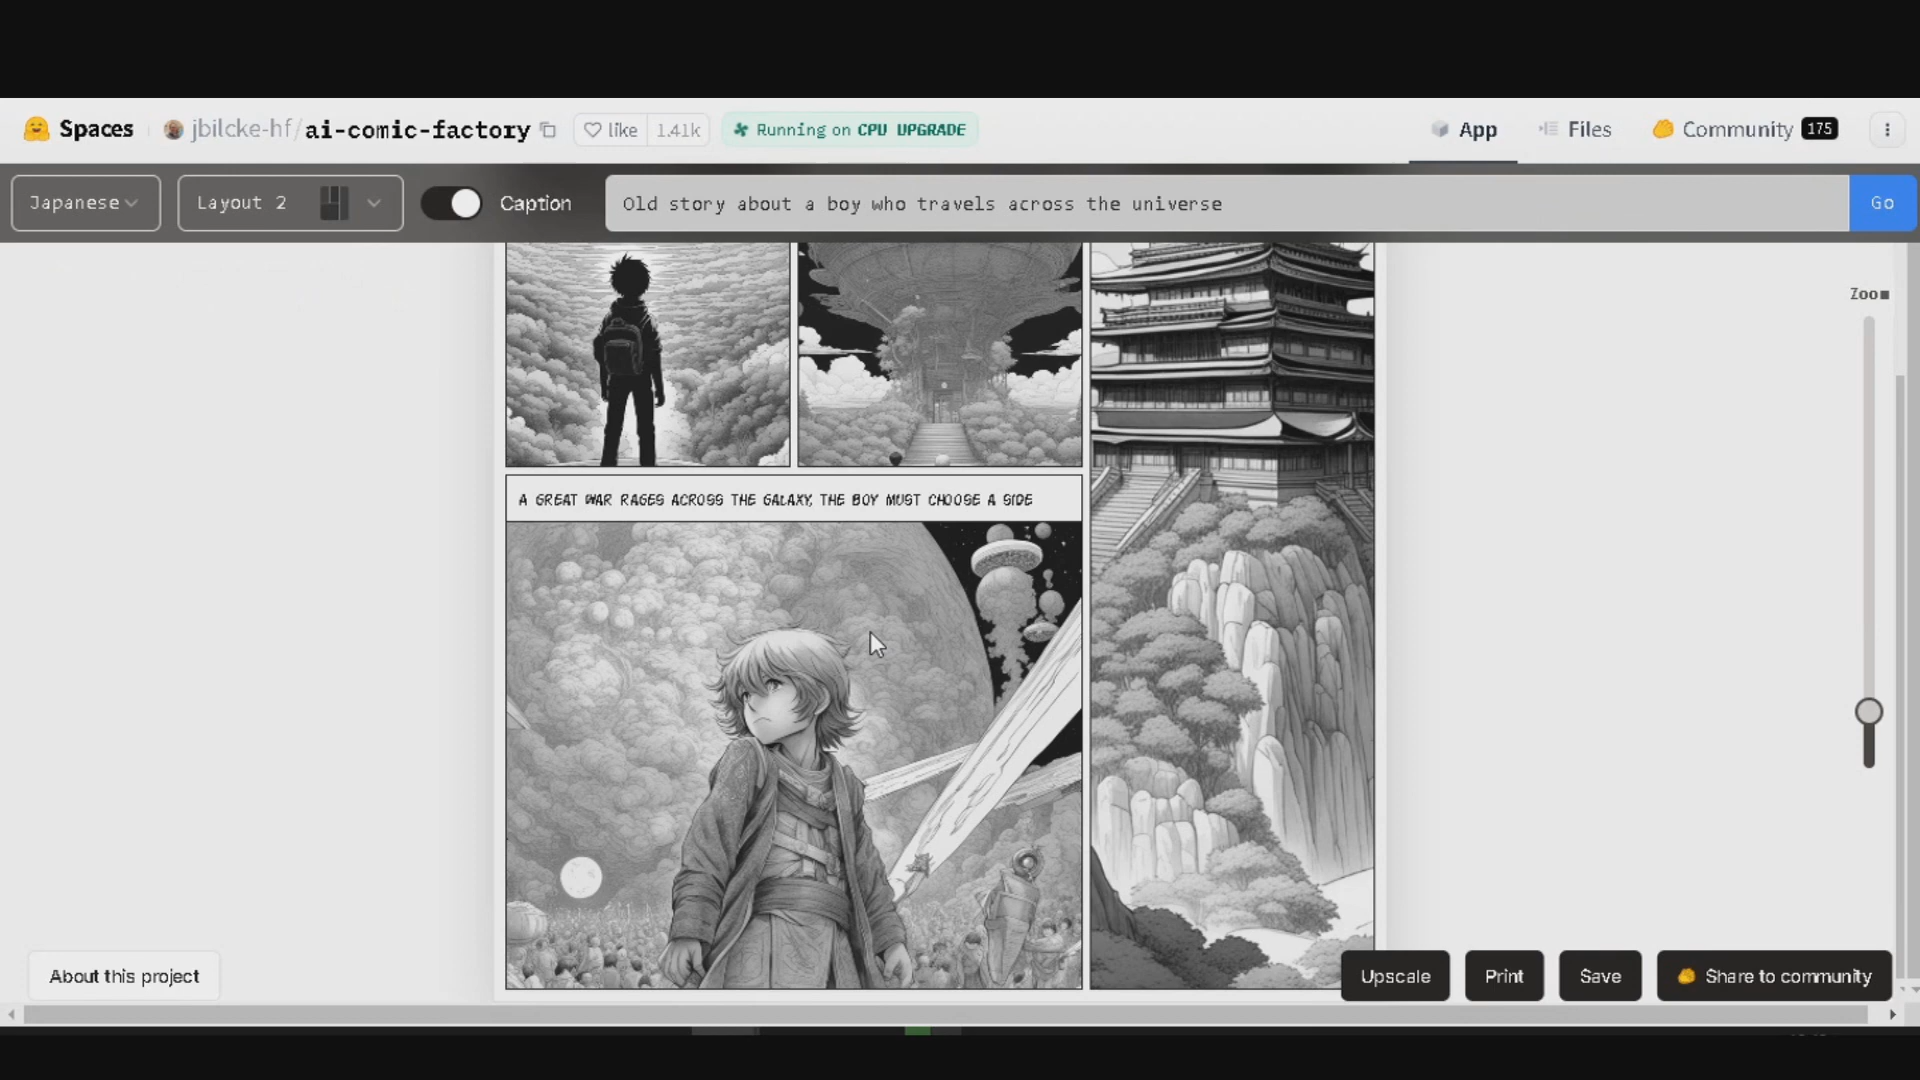 Spaces jbilcke-hf/ai-comic-factory like 1.41k Running on CPU UPGRADE App Files Community 175
Japanese Layout 2 Caption Old story about a boy who travels across the universe Go
Zoom
A GREAT WAR RAGES ACROSS THE GALAXY, THE BOY MUST CHOOSE A SIDE
About this project Upscale Print Save Share to community